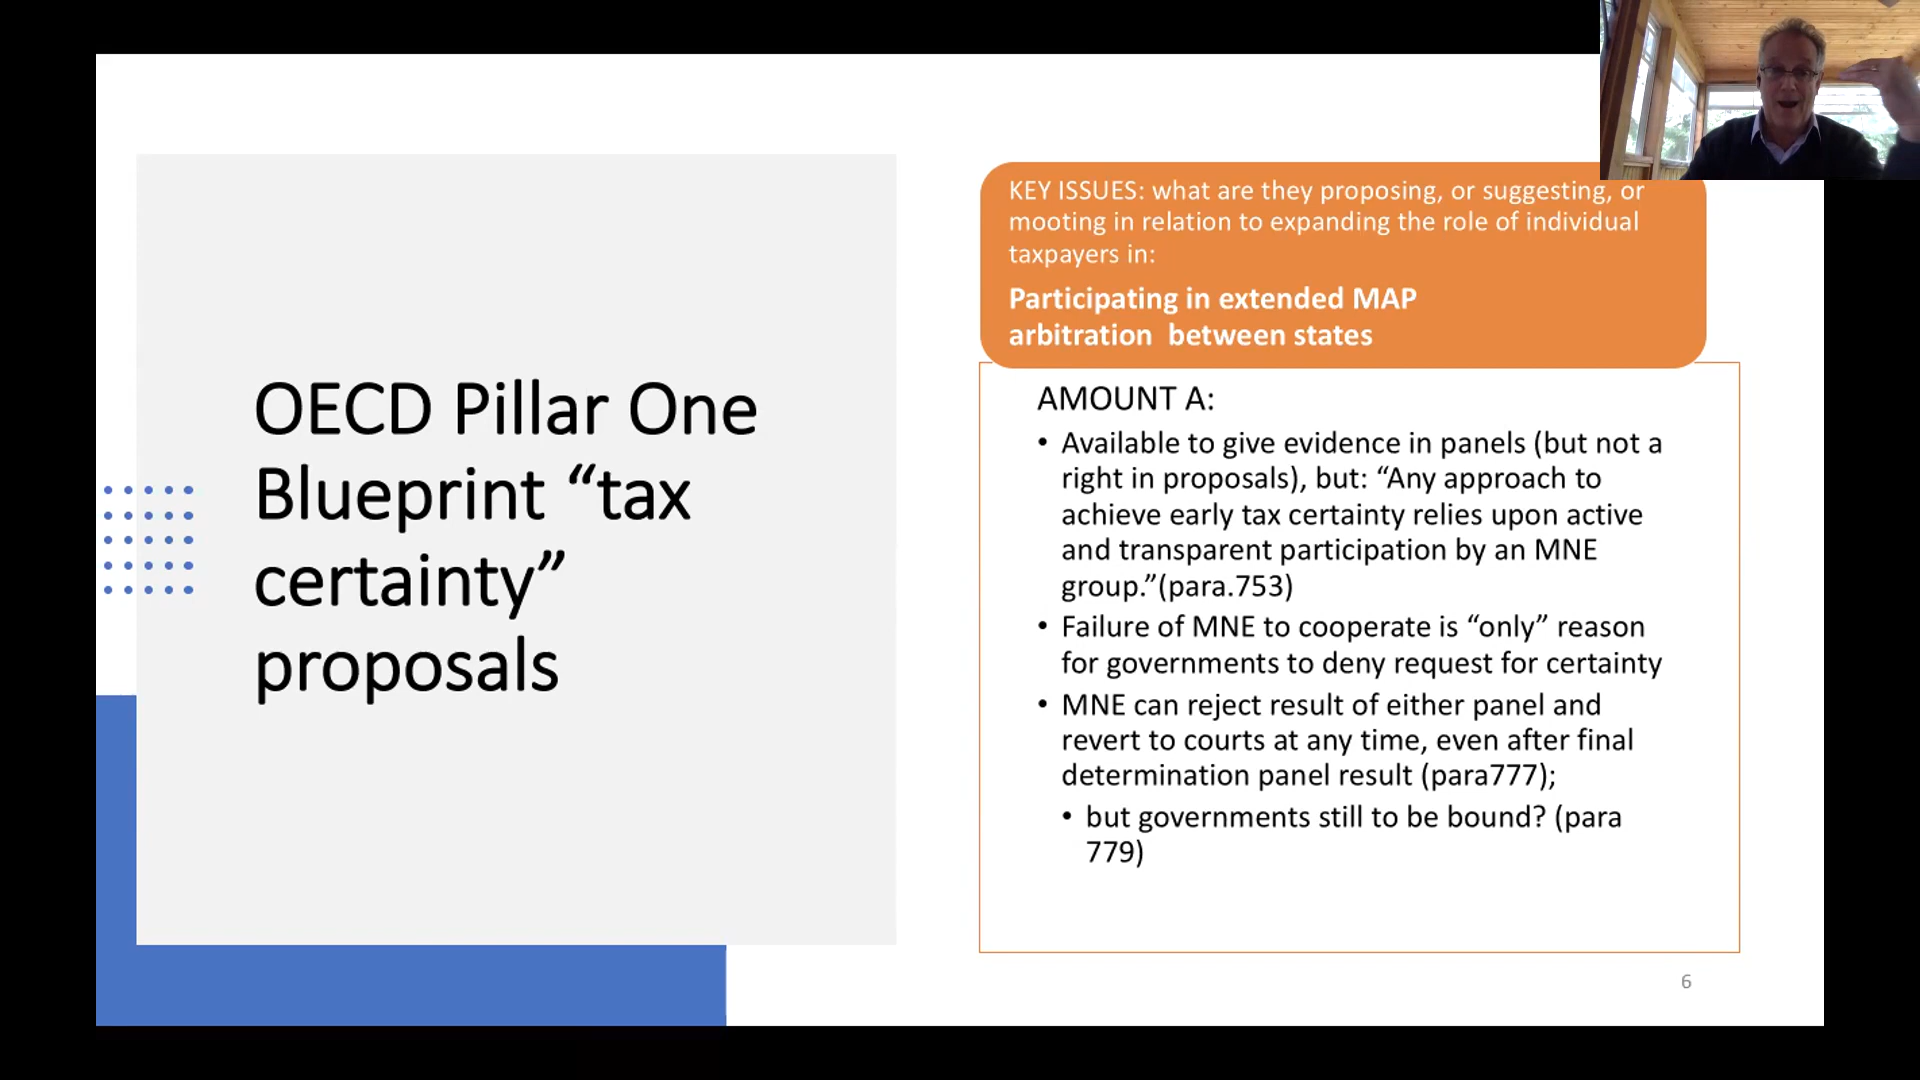 OECD Pillar One
Blueprint “tax
certainty”
proposals
KEY ISSUES: what are they proposing, or suggesting, or
mooting in relation to expanding the role of individual
taxpayers in:
Participating in extended MAP
arbitration  between states
AMOUNT A:
• Available to give evidence in panels (but not a
right in proposals), but: “Any approach to
achieve early tax certainty relies upon active
and transparent participation by an MNE
group.”(para.753)
• Failure of MNE to cooperate is “only” reason
for governments to deny request for certainty
• MNE can reject result of either panel and
revert to courts at any time, even after final
determination panel result (para777);
• but governments still to be bound? (para
779)
6